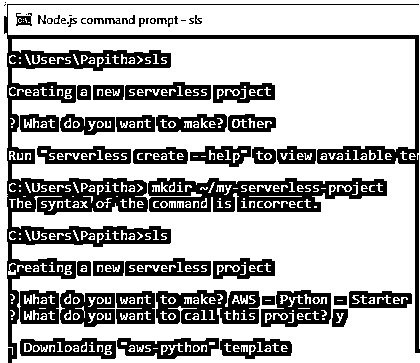 Node.js command prompt - sls
C:\Users\Papitha>sls
Creating a new serverless project
? What do you want to make? Other
Run "serverless create --help" to view available
C:\Users\Papitha> mkdir ~/my-serverless-project
The syntax of the command is incorrect.
C:\Users\Papitha>sls
Creating a new serverless project
? What do you want to make? AWS - Python - Starter
? What do you want to call this project? y
Downloading "aws-python" template